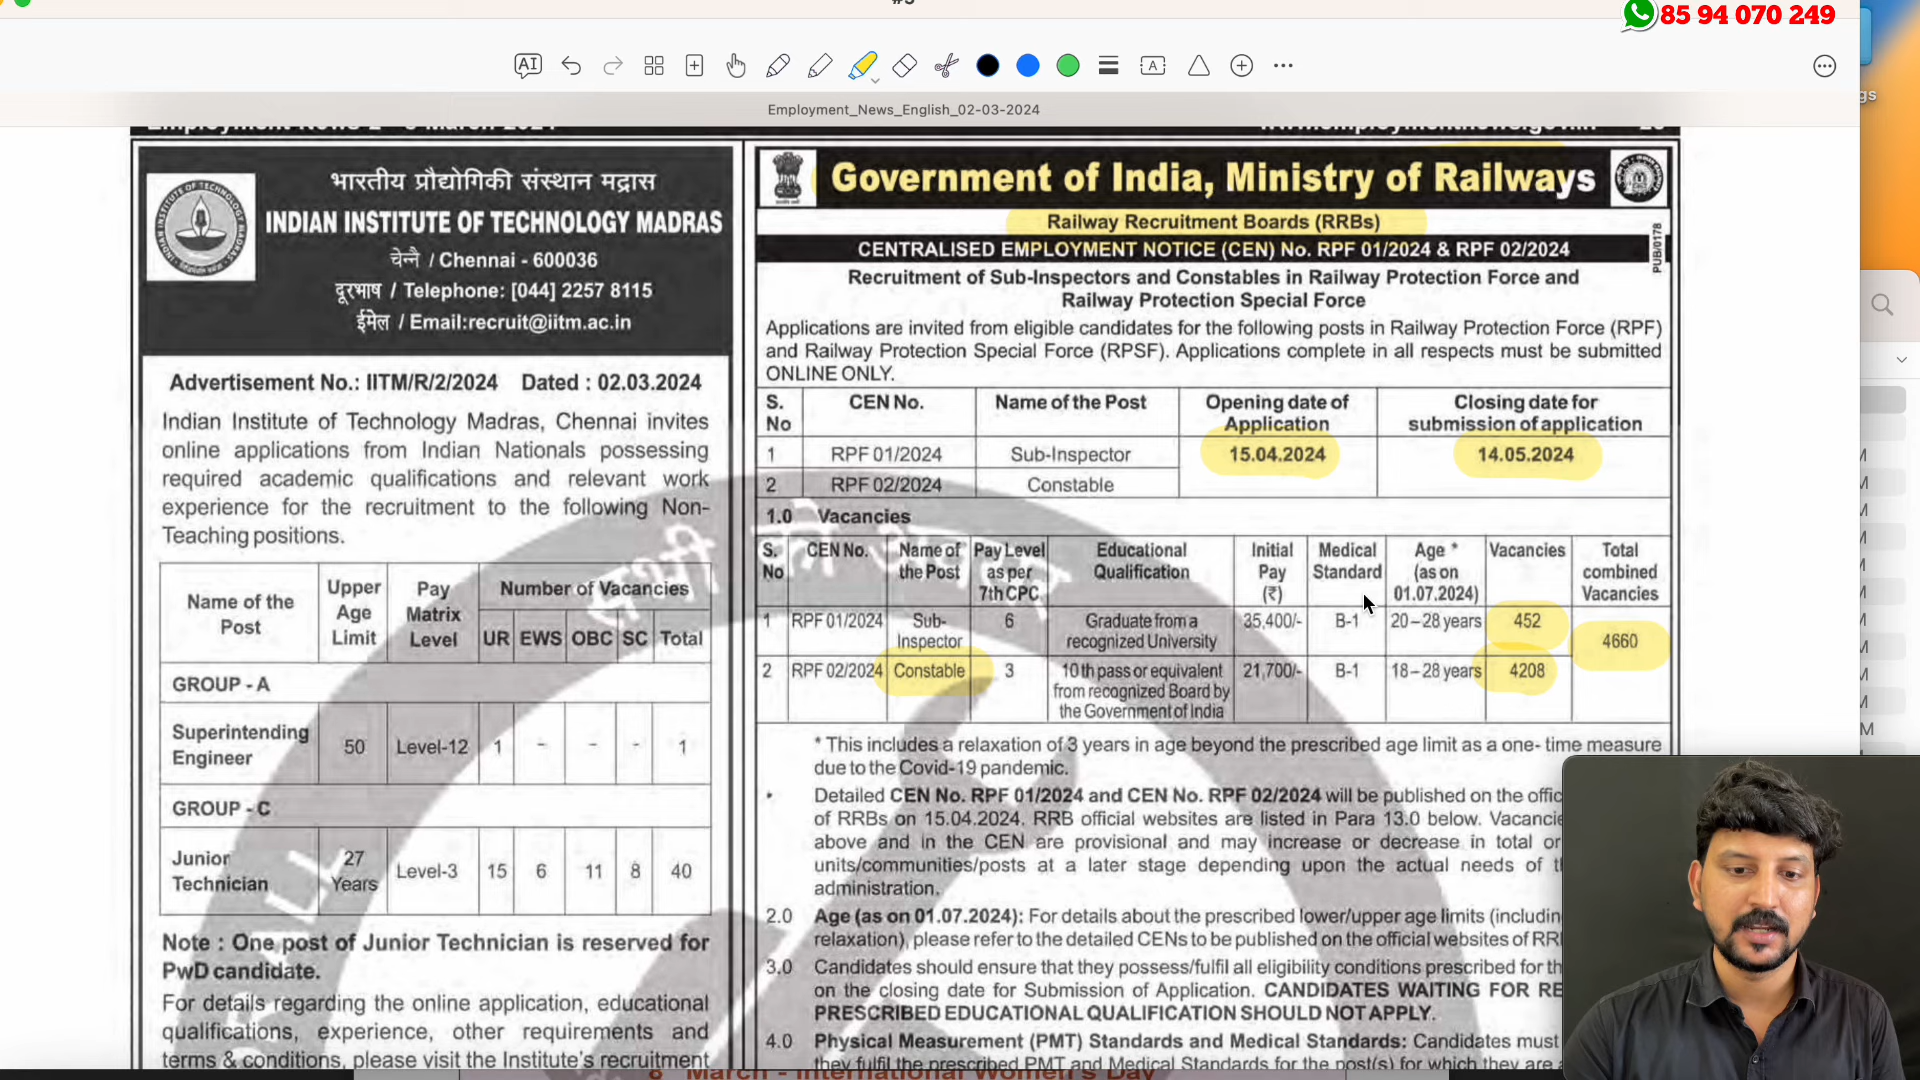 85 94 070 249
AI
A
Employment_News_English_02-03-2024
भारतीय प्रौद्योगिकी संस्थान मद्रास
INDIAN INSTITUTE OF TECHNOLOGY MADRAS
चेन्नै / Chennai - 600036
दूरभाष / Telephone: [044] 2257 8115
ईमेल / Email:recruit@iitm.ac.in
Advertisement No.: IITM/R/2/2024 Dated : 02.03.2024
Indian Institute of Technology Madras, Chennai invites
online applications from Indian Nationals possessing
required academic qualifications and relevant work
experience for the recruitment to the following Non-
Teaching positions.
Name of the Post Upper Age Limit Pay Matrix Level Number of Vacancies
UR EWS OBC SC Total
GROUP - A
Superintending Engineer 50 Level-12 1 - - - 1
GROUP - C
Junior Technician 27 Years Level-3 15 6 11 8 40
Note : One post of Junior Technician is reserved for
PwD candidate.
For details regarding the online application, educational
qualifications, experience, other requirements and
terms & conditions, please visit the Institute's recruitment
Government of India, Ministry of Railways
Railway Recruitment Boards (RRBs)
CENTRALISED EMPLOYMENT NOTICE (CEN) No. RPF 01/2024 & RPF 02/2024
PUB/0178
Recruitment of Sub-Inspectors and Constables in Railway Protection Force and
Railway Protection Special Force
Applications are invited from eligible candidates for the following posts in Railway Protection Force (RPF)
and Railway Protection Special Force (RPSF). Applications complete in all respects must be submitted
ONLINE ONLY.
S. No CEN No. Name of the Post Opening date of Application Closing date for submission of application
1 RPF 01/2024 Sub-Inspector 15.04.2024 14.05.2024
2 RPF 02/2024 Constable
1.0 Vacancies
S. No CEN No. Name of the Post Pay Level as per 7th CPC Educational Qualification Initial Pay (₹) Medical Standard Age * (as on 01.07.2024) Vacancies Total combined Vacancies
1 RPF 01/2024 Sub-Inspector 6 Graduate from a recognized University 35,400/- B-1 20–28 years 452 4660
2 RPF 02/2024 Constable 3 10th pass or equivalent from recognized Board by the Government of India 21,700/- B-1 18–28 years 4208
* This includes a relaxation of 3 years in age beyond the prescribed age limit as a one- time measure
due to the Covid-19 pandemic.
• Detailed CEN No. RPF 01/2024 and CEN No. RPF 02/2024 will be published on the offic
of RRBs on 15.04.2024. RRB official websites are listed in Para 13.0 below. Vacancie
above and in the CEN are provisional and may increase or decrease in total or
units/communities/posts at a later stage depending upon the actual needs of t
administration.
2.0 Age (as on 01.07.2024): For details about the prescribed lower/upper age limits (includin
relaxation), please refer to the detailed CENs to be published on the official websites of RR
3.0 Candidates should ensure that they possess/fulfil all eligibility conditions prescribed for th
on the closing date for Submission of Application. CANDIDATES WAITING FOR RE
PRESCRIBED EDUCATIONAL QUALIFICATION SHOULD NOT APPLY.
4.0 Physical Measurement (PMT) Standards and Medical Standards: Candidates must
they fulfil the prescribed PMT and Medical Standards for the post(s) for which they are
8 March - International Women's Day